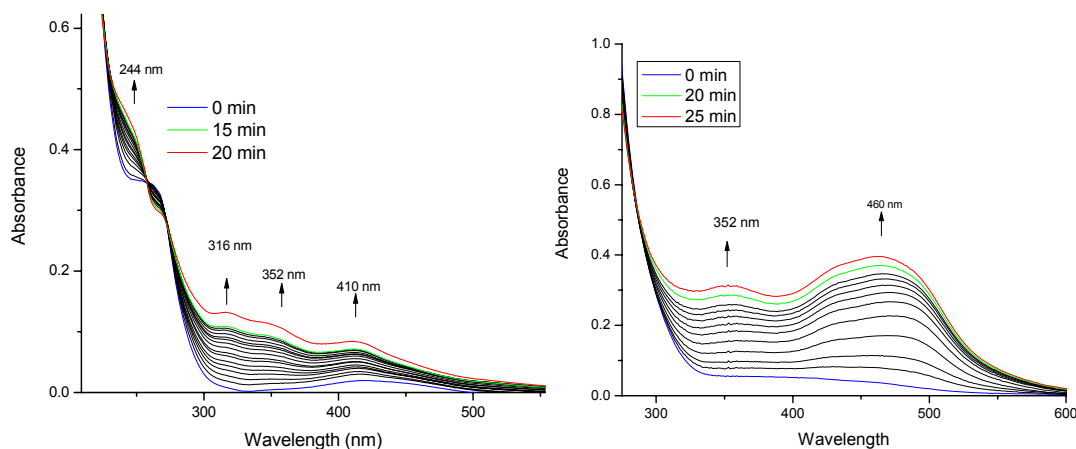 0.6
0.4
0.2
0.0
Absorbance
244 nm
0 min
15 min
20 min
316 nm
352 nm
410 nm
300
400
500
Wavelength (nm)
1.0
0.8
0.6
0.4
0.2
0.0
Absorbance
0 min
20 min
25 min
352 nm
460 nm
300
400
500
600
Wavelength